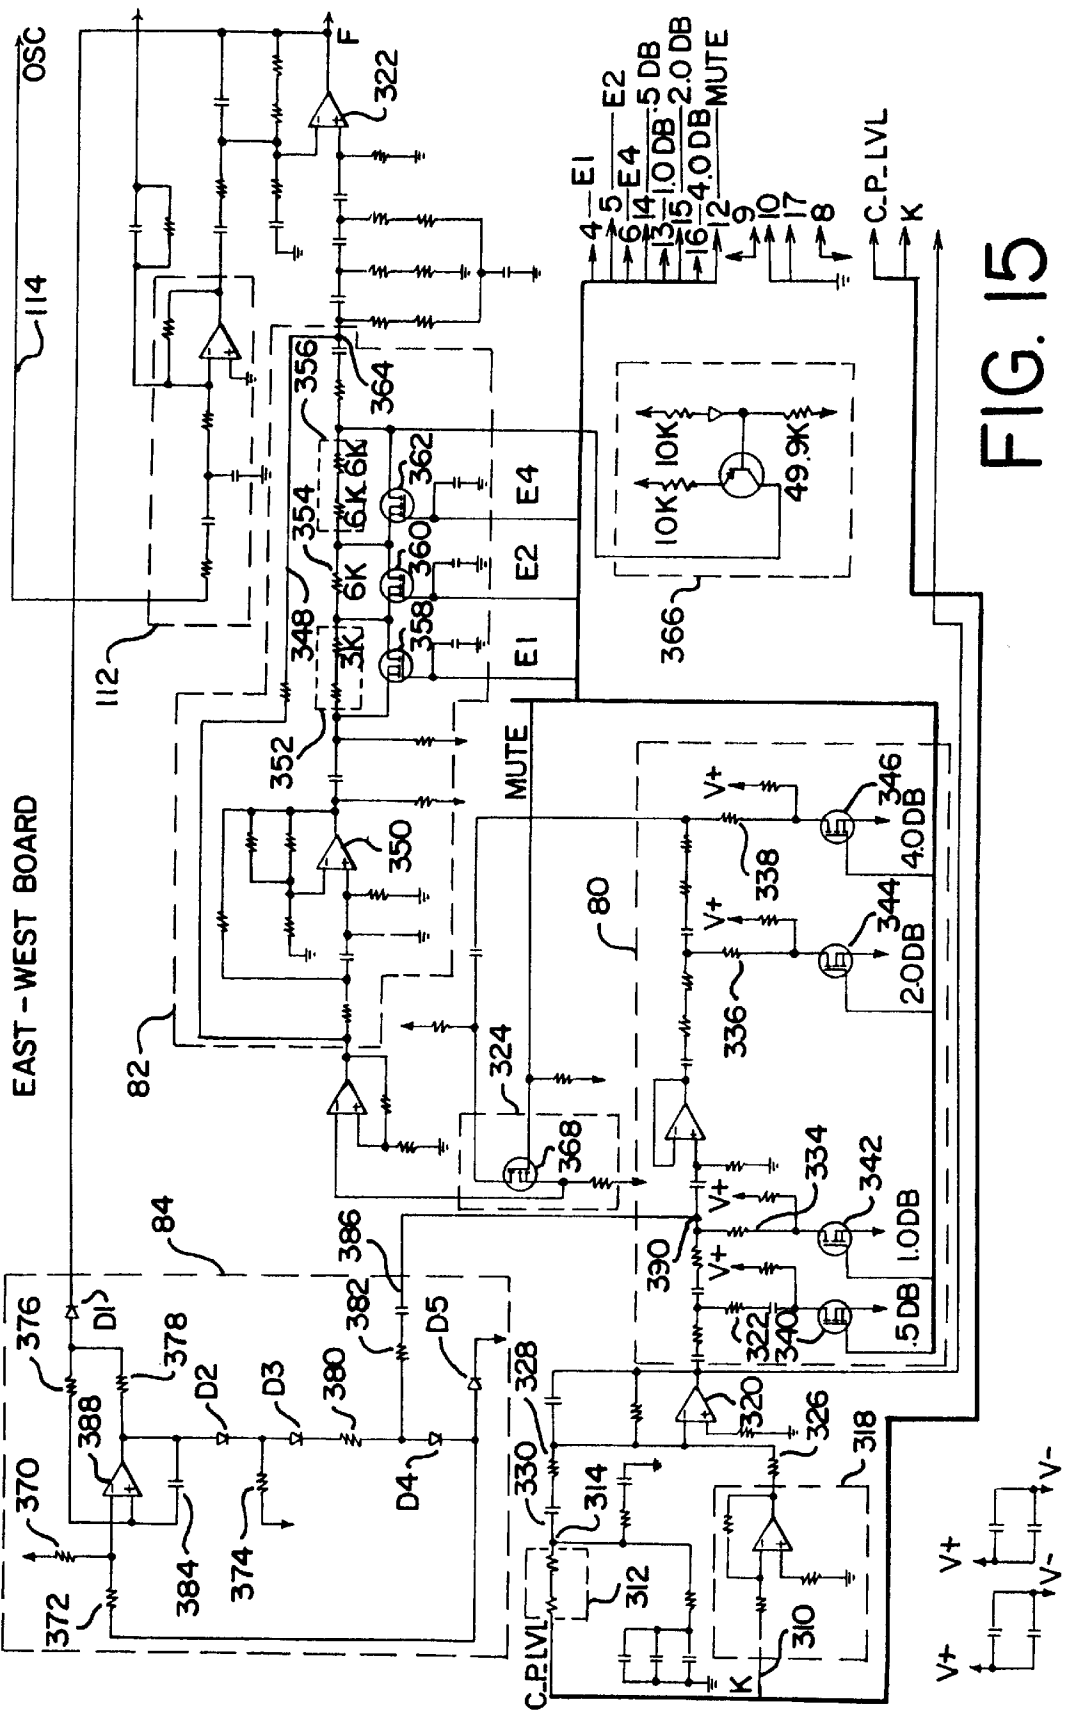 EAST-WEST BOARD
OSC
114
F
322
112
82
348
354
356
364
352
3K
6K
6K
6K
350
358
360
362
E1
E2
E4
4 E1
5 E2
6 E4
14 .5 DB
13 1.0 DB
15 2.0 DB
16 4.0 DB
12 MUTE
9
10
17
8
C_P_LVL
K
10K
10K
49.9K
366
MUTE
84
376
D1
370
388
378
372
384
D2
374
D3
380
D4
382
D5
386
324
368
80
V+
V+
336
338
344
346
2.0DB
4.0DB
390
V+
V+
334
322
340
342
.5 DB
1.0DB
328
330
314
320
326
318
312
310
C_P_LVL
K
V+
V-
V+
V-
FIG. 15